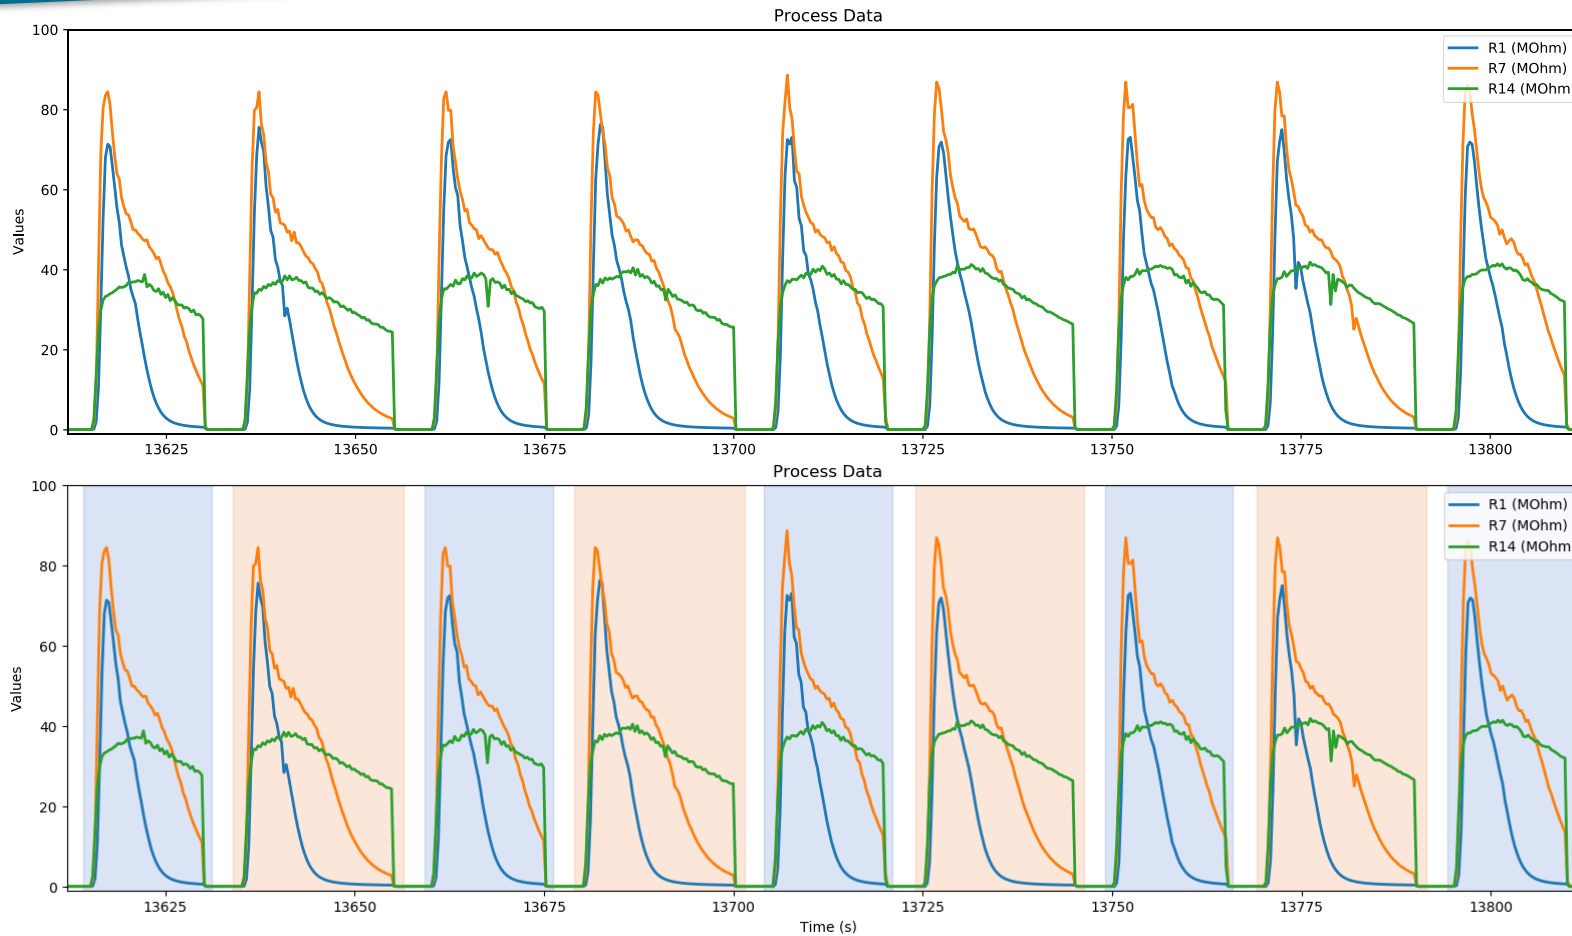 Process Data
100
80
60
40
20
0
Values
R1 (MOhm)
R7 (MOhm)
R14 (MOhm
13625 13650 13675 13700 13725 13750 13775 13800
Process Data
100
80
60
40
20
0
Values
R1 (MOhm)
R7 (MOhm)
R14 (MOhm
13625 13650 13675 13700 13725 13750 13775 13800
Time (s)